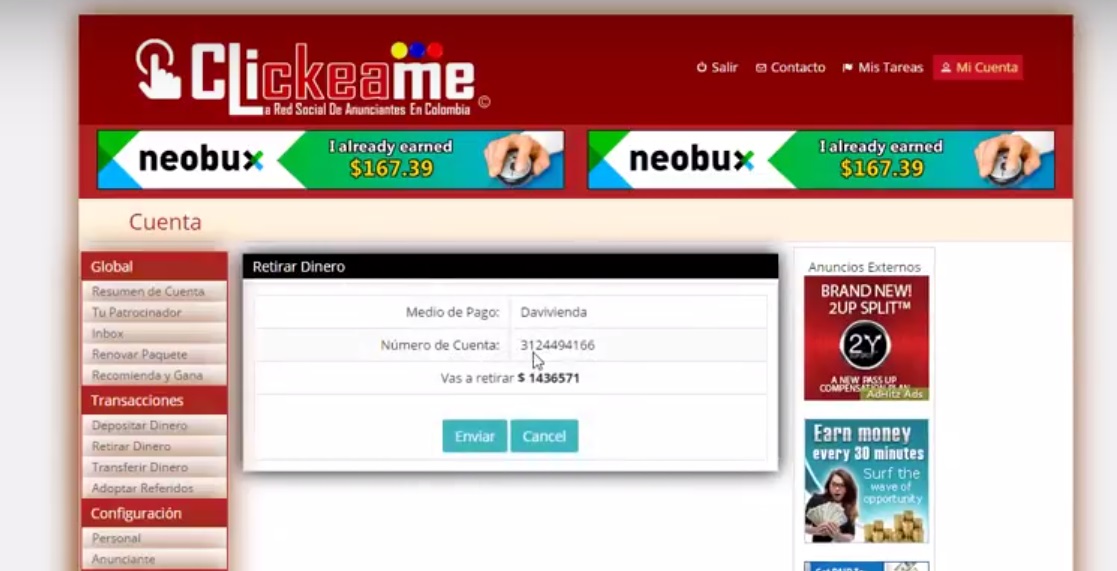 CLickeame
a Red Social De Anunciantes En Colombia ©
Salir Contacto Mis Tareas Mi Cuenta
neobux I already earned $167.39
neobux I already earned $167.39
Cuenta
Global
Resumen de Cuenta
Tu Patrocinador
Inbox
Renovar Paquete
Recomienda y Gana
Transacciones
Depositar Dinero
Retirar Dinero
Transferir Dinero
Adoptar Referidos
Configuración
Personal
Anunciante
Retirar Dinero
Medio de Pago: Davivienda
Número de Cuenta: 3124494166
Vas a retirar $ 1436571
Enviar Cancel
Anuncios Externos
BRAND NEW!
2UP SPLIT™
2Y
A NEW PASS UP
COMPENSATION PLAN
AdHitz Ads
Earn money
every 30 minutes
Surf the
wave of
opportunity